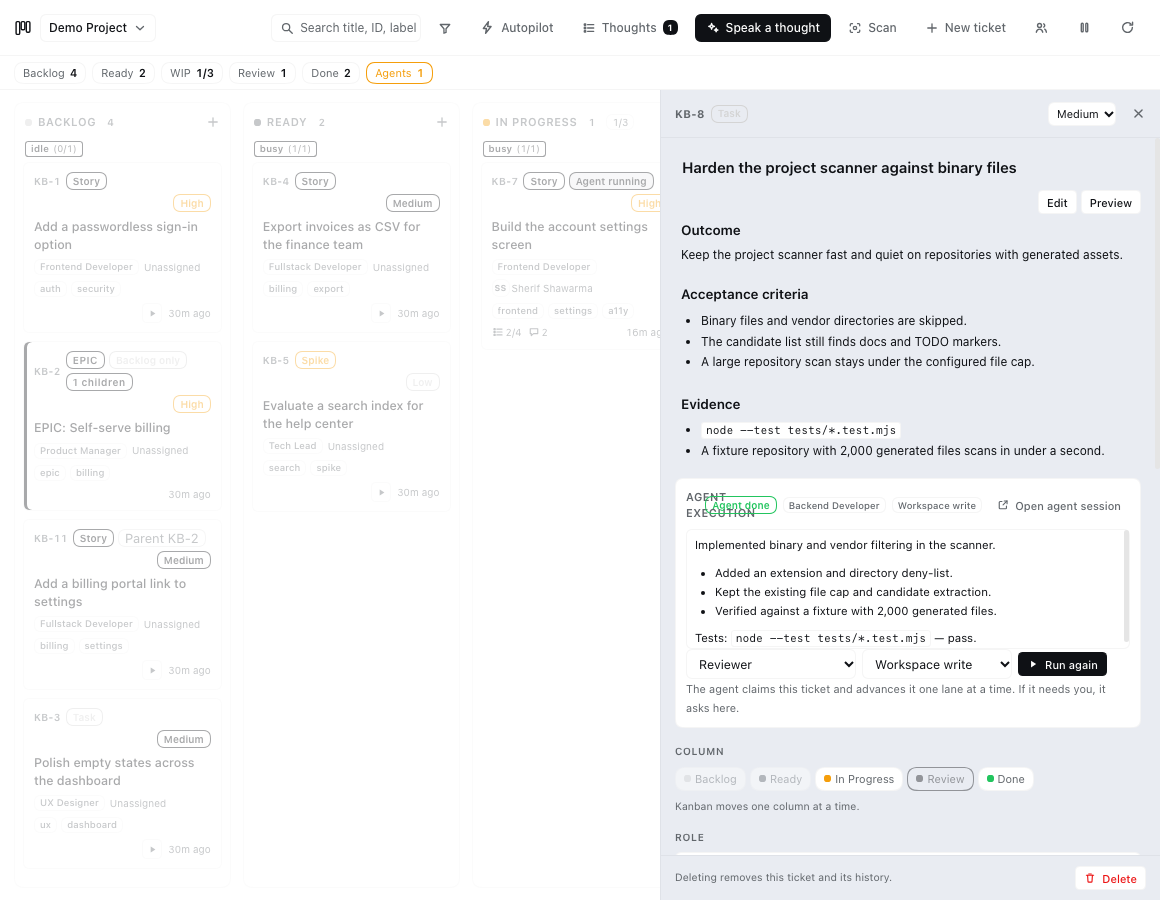 Demo Project
Search title, ID, label
Autopilot
Thoughts 1
Speak a thought
Scan
New ticket
Backlog 4
Ready 2
WIP 1/3
Review 1
Done 2
Agents 1
BACKLOG 4
idle (0/1)
KB-1 Story
High
Add a passwordless sign-in
option
Frontend Developer Unassigned
auth security
30m ago
KB-2 EPIC Backlog only
1 children
High
EPIC: Self-serve billing
Product Manager Unassigned
epic billing
30m ago
KB-11 Story Parent KB-2
Medium
Add a billing portal link to
settings
Fullstack Developer Unassigned
billing settings
30m ago
KB-3 Task
Medium
Polish empty states across
the dashboard
UX Designer Unassigned
ux dashboard
30m ago
READY 2
busy (1/1)
KB-4 Story
Medium
Export invoices as CSV for
the finance team
Fullstack Developer Unassigned
billing export
30m ago
KB-5 Spike
Low
Evaluate a search index for
the help center
Tech Lead Unassigned
search spike
30m ago
IN PROGRESS 1 1/3
busy (1/1)
KB-7 Story Agent running
High
Build the account settings
screen
Frontend Developer
SS Sherif Shawarma
frontend settings a11y
2/4 2 16m ag
KB-8 Task
Medium
Harden the project scanner against binary files
Edit Preview
Outcome
Keep the project scanner fast and quiet on repositories with generated assets.
Acceptance criteria
Binary files and vendor directories are skipped.
The candidate list still finds docs and TODO markers.
A large repository scan stays under the configured file cap.
Evidence
node --test tests/*.test.mjs
A fixture repository with 2,000 generated files scans in under a second.
AGENT
EXECUTION
Agent done Backend Developer Workspace write Open agent session
Implemented binary and vendor filtering in the scanner.
Added an extension and directory deny-list.
Kept the existing file cap and candidate extraction.
Verified against a fixture with 2,000 generated files.
Tests: node --test tests/*.test.mjs — pass.
Reviewer Workspace write Run again
The agent claims this ticket and advances it one lane at a time. If it needs you, it
asks here.
COLUMN
Backlog Ready In Progress Review Done
Kanban moves one column at a time.
ROLE
Deleting removes this ticket and its history.
Delete